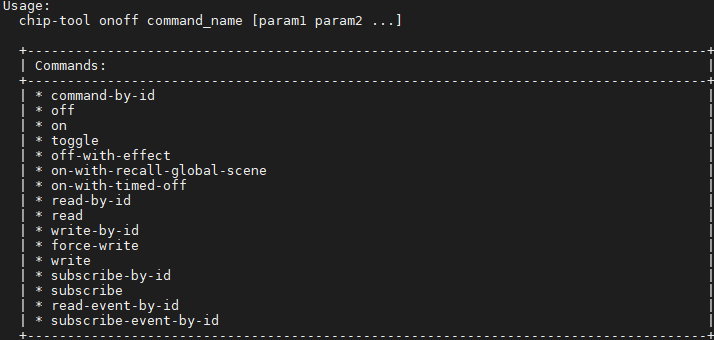 Usage:
chip-tool onoff command_name [param1 param2 ...]
+-------------------------------------------------------------------------------------+
| Commands: |
+-------------------------------------------------------------------------------------+
| * command-by-id |
| * off |
| * on |
| * toggle |
| * off-with-effect |
| * on-with-recall-global-scene |
| * on-with-timed-off |
| * read-by-id |
| * read |
| * write-by-id |
| * force-write |
| * write |
| * subscribe-by-id |
| * subscribe |
| * read-event-by-id |
| * subscribe-event-by-id |
+-------------------------------------------------------------------------------------+